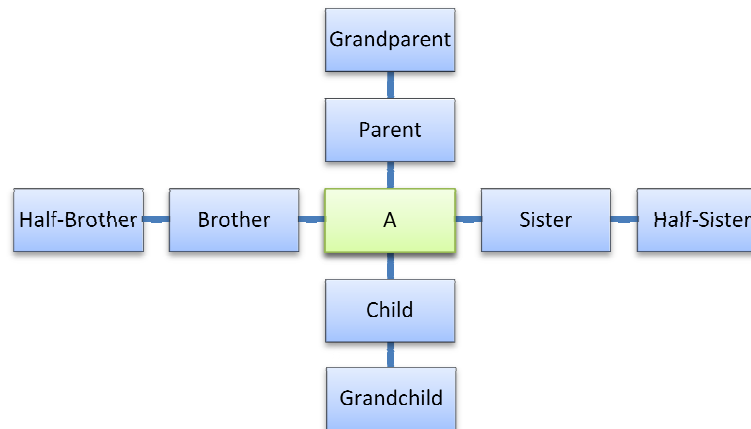 Grandparent
Parent
Half-Brother
Brother
A
Sister
Half-Sister
Child
Grandchild